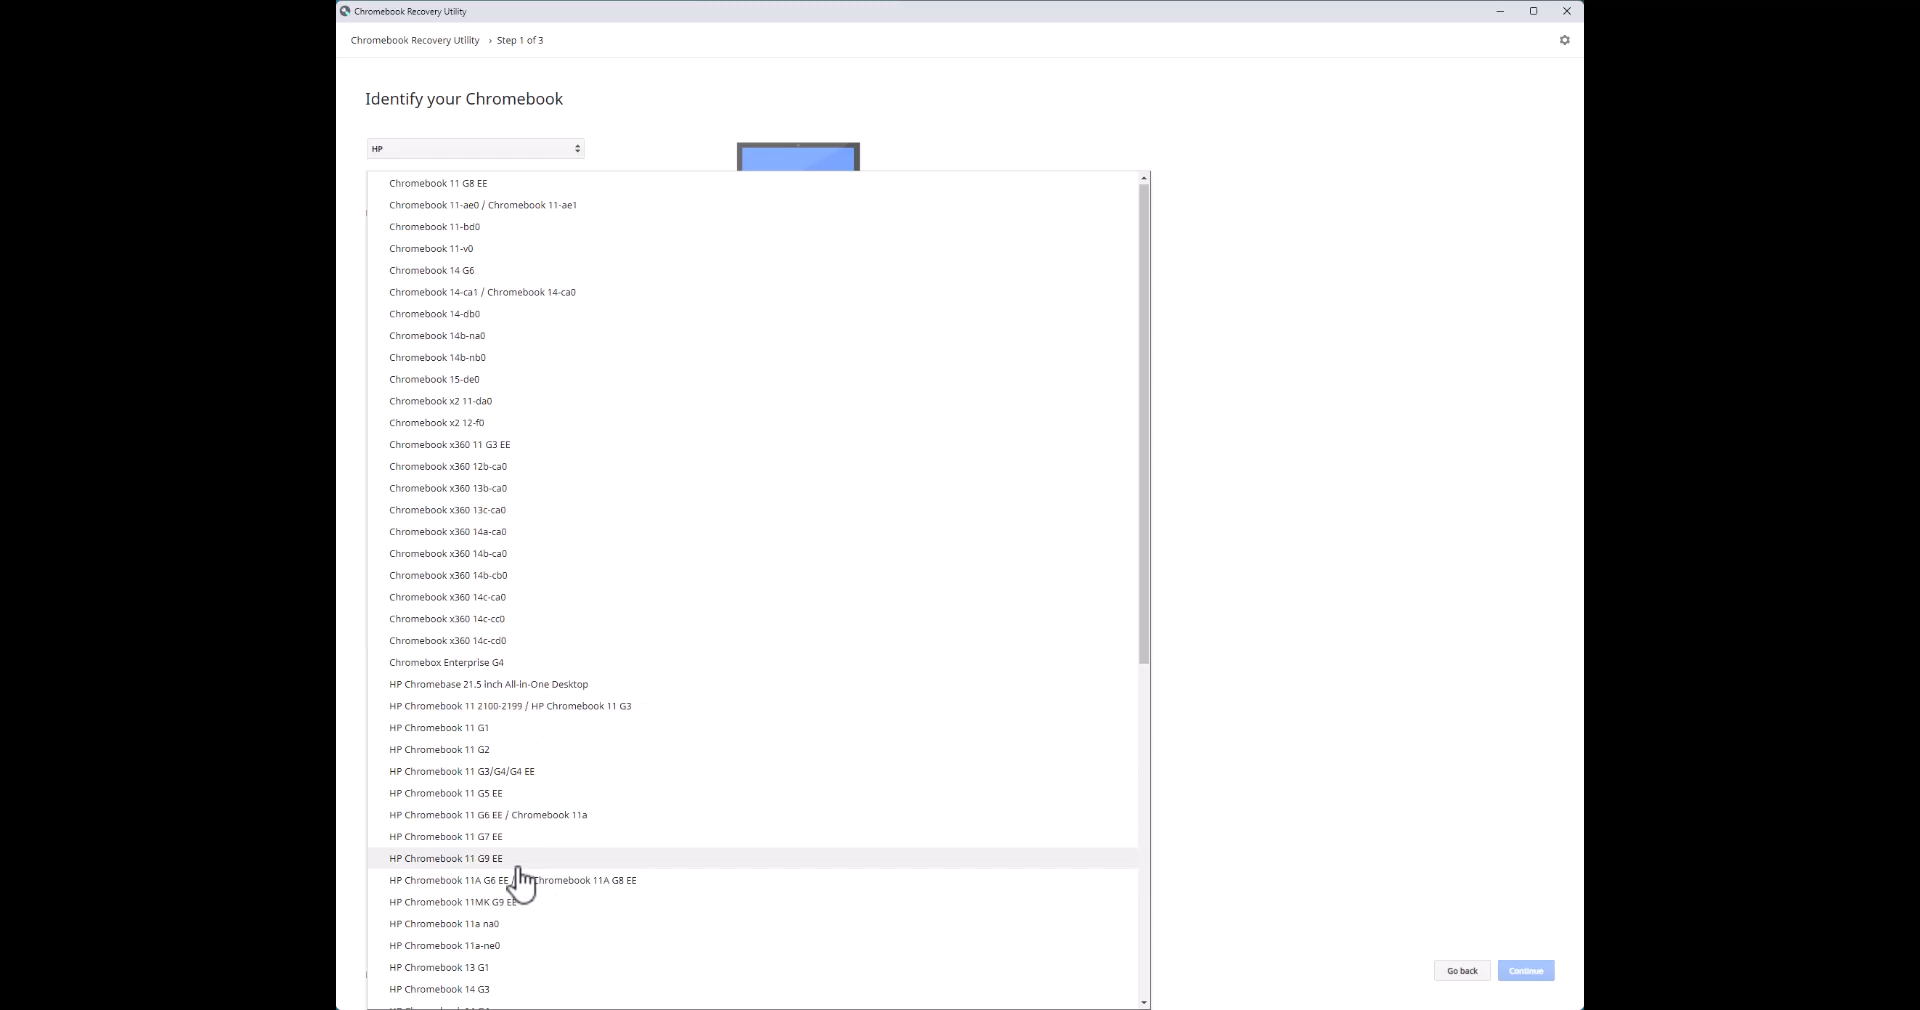 Chromebook Recovery Utility
Chromebook Recovery Utility › Step 1 of 3
Identify your Chromebook
HP
Chromebook 11 G8 EE
Chromebook 11-ae0 / Chromebook 11-ae1
Chromebook 11-bd0
Chromebook 11-v0
Chromebook 14 G6
Chromebook 14-ca1 / Chromebook 14-ca0
Chromebook 14-db0
Chromebook 14b-na0
Chromebook 14b-nb0
Chromebook 15-de0
Chromebook x2 11-da0
Chromebook x2 12-f0
Chromebook x360 11 G3 EE
Chromebook x360 12b-ca0
Chromebook x360 13b-ca0
Chromebook x360 13c-ca0
Chromebook x360 14a-ca0
Chromebook x360 14b-ca0
Chromebook x360 14b-cb0
Chromebook x360 14c-ca0
Chromebook x360 14c-cc0
Chromebook x360 14c-cd0
Chromebox Enterprise G4
HP Chromebase 21.5 inch All-in-One Desktop
HP Chromebook 11 2100-2199 / HP Chromebook 11 G3
HP Chromebook 11 G1
HP Chromebook 11 G2
HP Chromebook 11 G3/G4/G4 EE
HP Chromebook 11 G5 EE
HP Chromebook 11 G6 EE / Chromebook 11a
HP Chromebook 11 G7 EE
HP Chromebook 11 G9 EE
HP Chromebook 11A G6 EE / Chromebook 11A G8 EE
HP Chromebook 11MK G9 EE
HP Chromebook 11a na0
HP Chromebook 11a-ne0
HP Chromebook 13 G1
HP Chromebook 14 G3
Go back
Continue